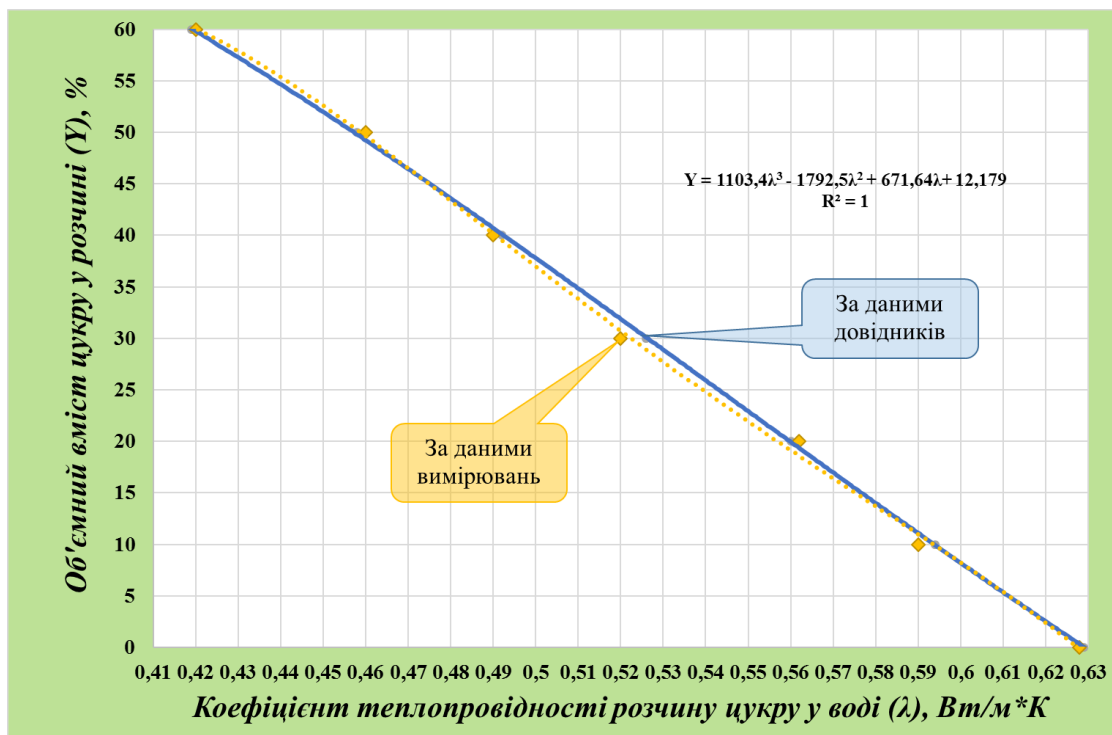 Об'ємний вміст цукру у розчині (Y), %
60
55
50
45
40
35
30
25
20
15
10
5
0
Y = 1103,4λ³ - 1792,5λ² + 671,64λ+ 12,179
R² = 1
За даними
довідників
За даними
вимірювань
0,41 0,42 0,43 0,44 0,45 0,46 0,47 0,48 0,49 0,5 0,51 0,52 0,53 0,54 0,55 0,56 0,57 0,58 0,59 0,6 0,61 0,62 0,63
Коефіцієнт теплопровідності розчину цукру у воді (λ), Вт/м*К